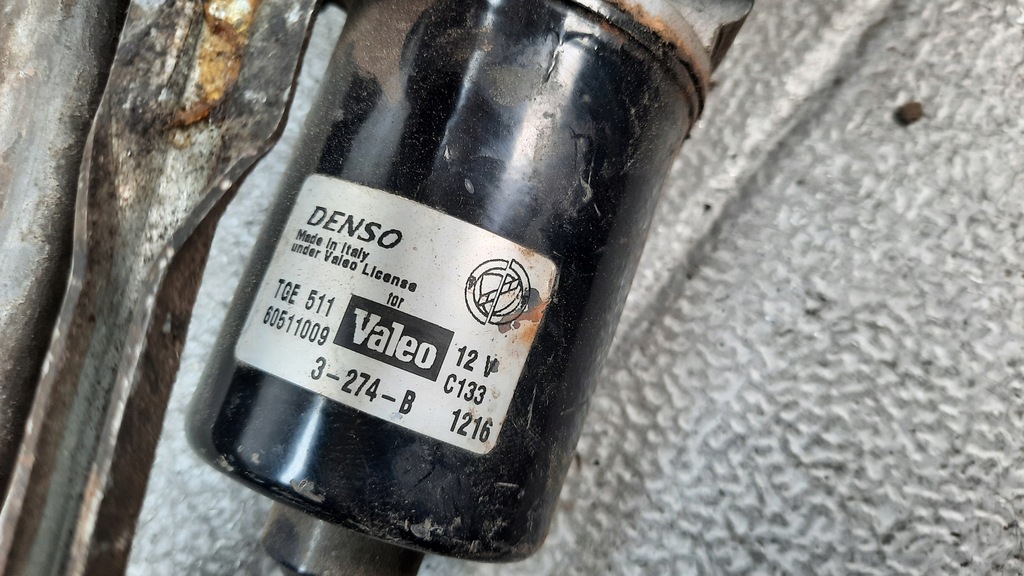 DENSO
Made in Italy
under Valeo License
for
TGE 511
60511009
Valeo
12 V
C133
3-274-B
1216